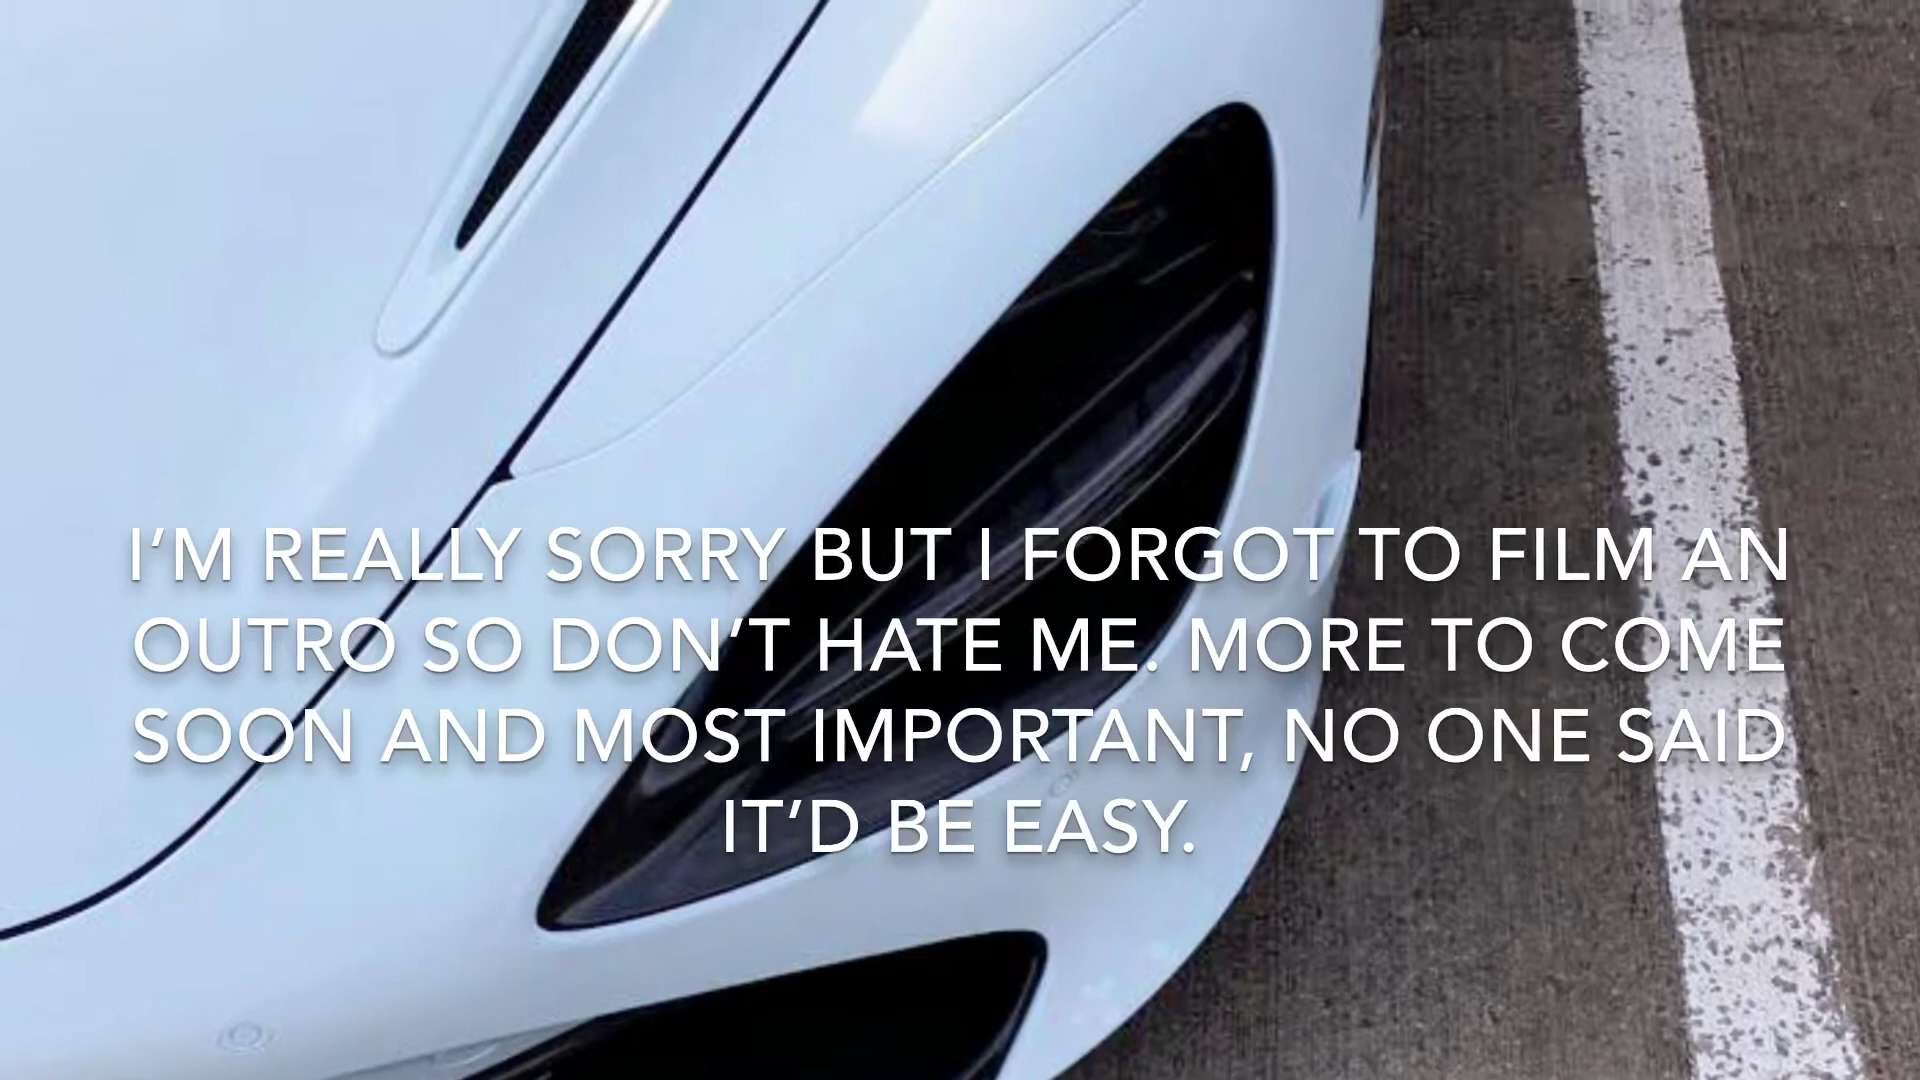 I’M REALLY SORRY BUT I FORGOT TO FILM AN
OUTRO SO DON’T HATE ME. MORE TO COME
SOON AND MOST IMPORTANT, NO ONE SAID
IT’D BE EASY.